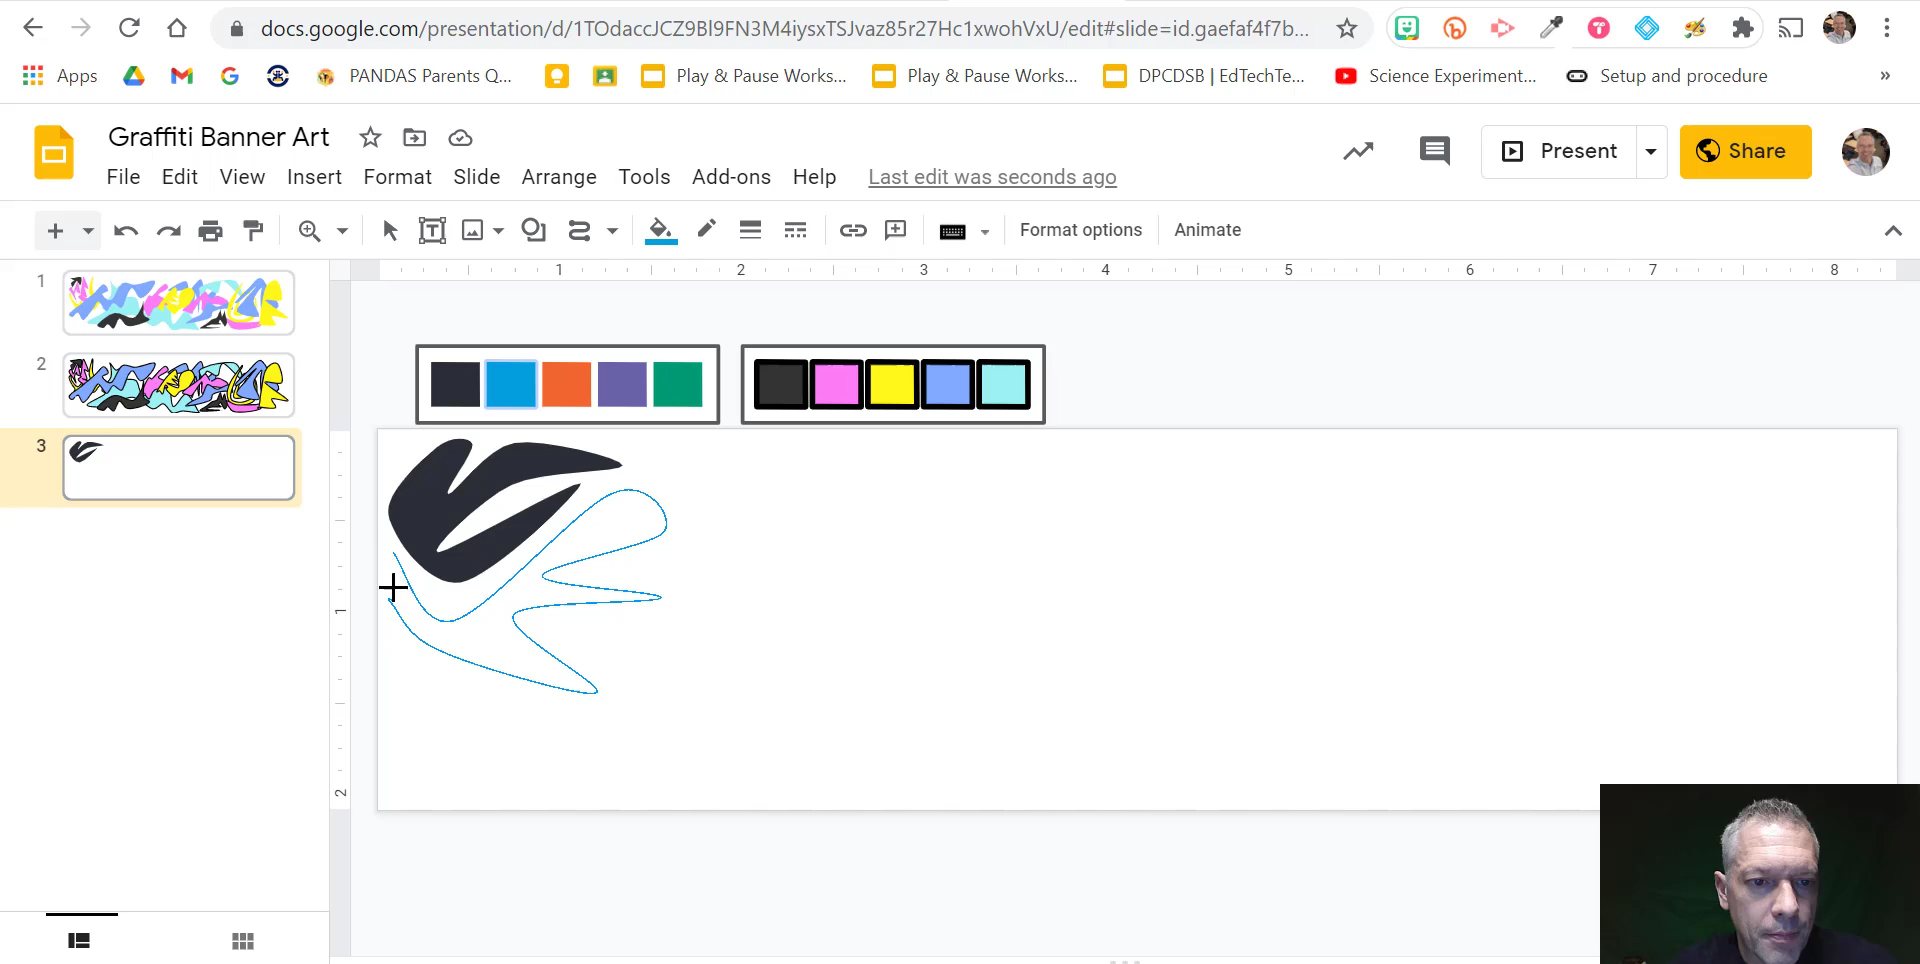 docs.google.com/presentation/d/1TOdaccJCZ9Bl9FN3M4iysxTSJvaz85r27Hc1xwohVxU/edit#slide=id.gaefaf4f7b...
Apps PANDAS Parents Q... Play & Pause Works... Play & Pause Works... DPCDSB | EdTechTe... Science Experiment... Setup and procedure »
Graffiti Banner Art
Present Share
File Edit View Insert Format Slide Arrange Tools Add-ons Help Last edit was seconds ago
Format options Animate
1 2 3 4 5 6 7 8
1
2
3
1
2